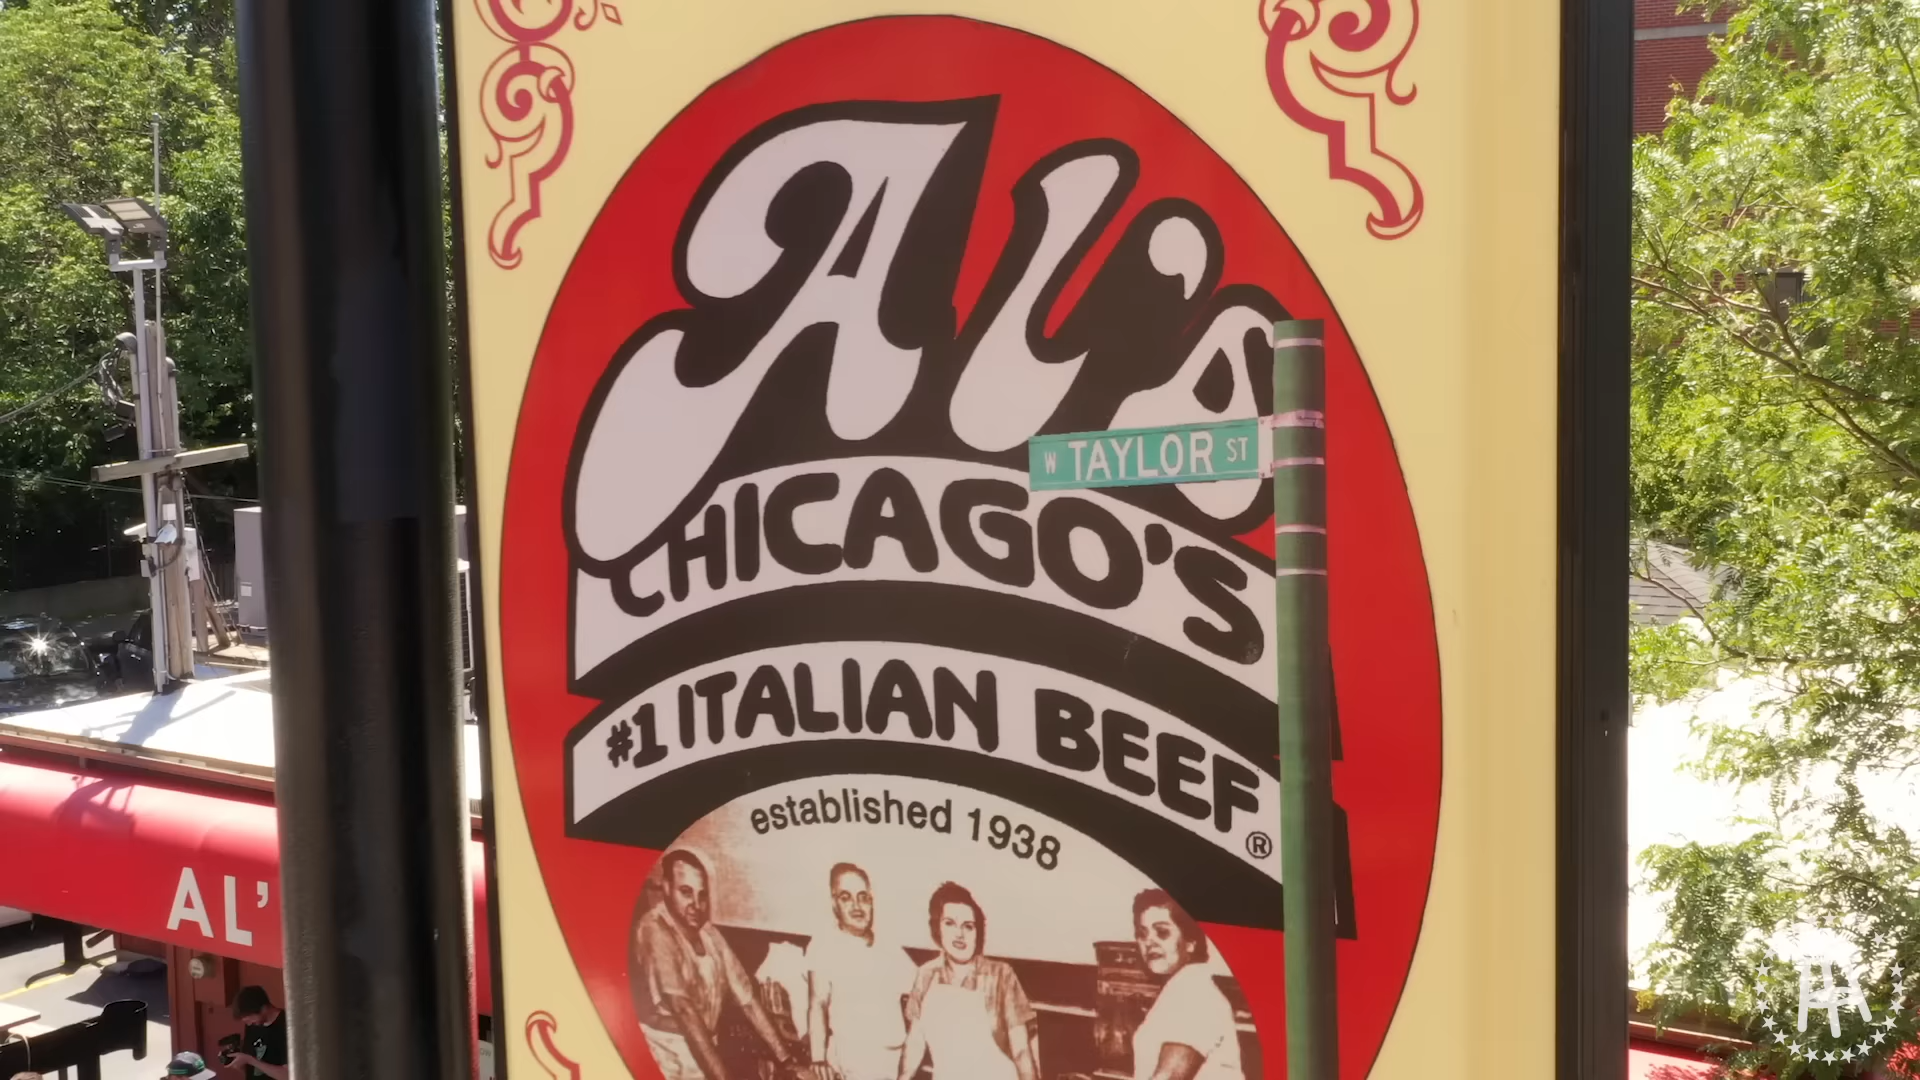 Al's
W TAYLOR ST
CHICAGO'S
#1 ITALIAN BEEF®
established 1938
AL'